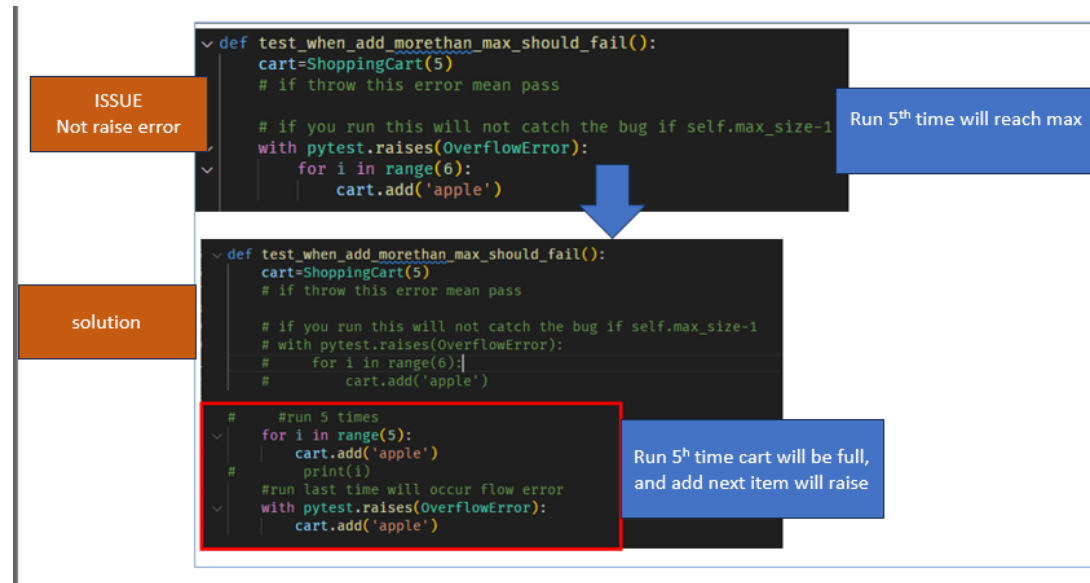 def test_when_add_morethan_max_should_fail():
cart=ShoppingCart(5)
# if throw this error mean pass
# if you run this will not catch the bug if self.max_size-1
with pytest.raises(OverflowError):
for i in range(6):
cart.add('apple')
ISSUE
Not raise error
Run 5th time will reach max
def test_when_add_morethan_max_should_fail():
cart=ShoppingCart(5)
# if throw this error mean pass
# if you run this will not catch the bug if self.max_size-1
# with pytest.raises(OverflowError):
#     for i in range(6):
#         cart.add('apple')
solution
#     #run 5 times
for i in range(5):
cart.add('apple')
#         print(i)
#run last time will occur flow error
with pytest.raises(OverflowError):
cart.add('apple')
Run 5h time cart will be full,
and add next item will raise